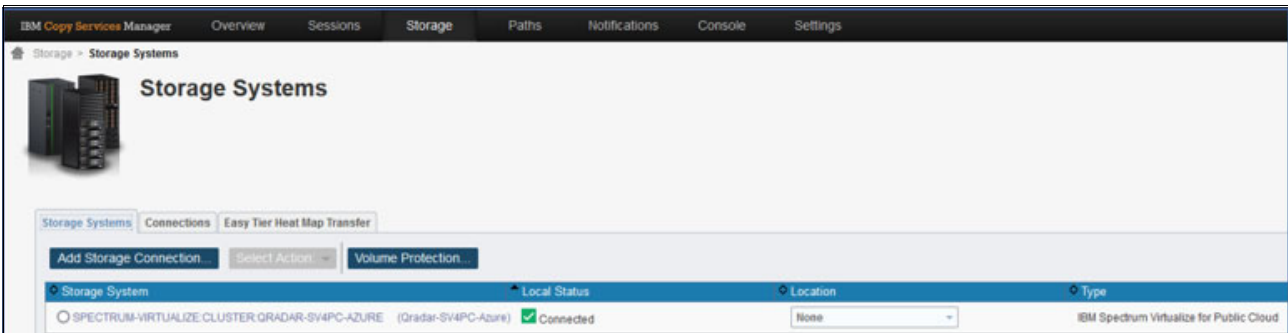 IBM Copy Services Manager Overview Sessions Storage Paths Notifications Console Settings
Storage > Storage Systems
Storage Systems
Storage Systems Connections Easy Tier Heat Map Transfer
Add Storage Connection... Select Action Volume Protection...
Storage System Local Status Location Type
SPECTRUM-VIRTUALIZE:CLUSTER:QRADAR-SV4PC-AZURE (Qradar-SV4PC-Azure) Connected None IBM Spectrum Virtualize for Public Cloud